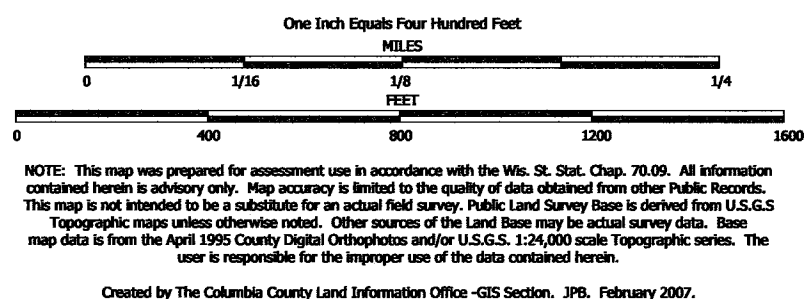 One Inch Equals Four Hundred Feet
MILES
0 1/16 1/8 1/4
FEET
0 400 800 1200 1600
NOTE: This map was prepared for assessment use in accordance with the Wis. St. Stat. Chap. 70.09. All information
contained herein is advisory only. Map accuracy is limited to the quality of data obtained from other Public Records.
This map is not intended to be a substitute for an actual field survey. Public Land Survey Base is derived from U.S.G.S
Topographic maps unless otherwise noted. Other sources of the Land Base may be actual survey data. Base
map data is from the April 1995 County Digital Orthophotos and/or U.S.G.S. 1:24,000 scale Topographic series. The
user is responsible for the improper use of the data contained herein.
Created by The Columbia County Land Information Office -GIS Section. JPB. February 2007.